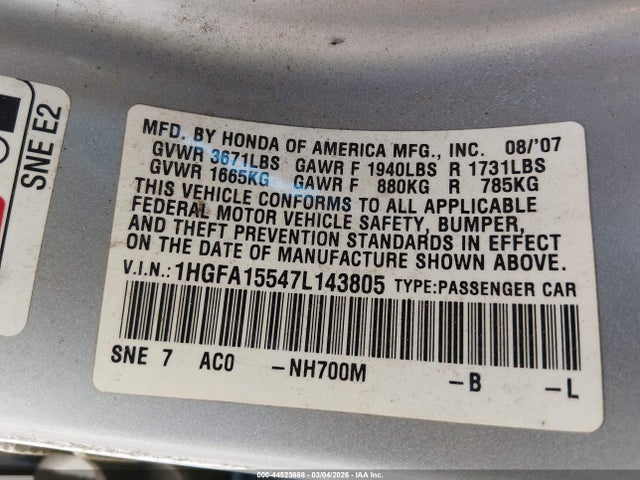 SNE E2
MFD. BY HONDA OF AMERICA MFG., INC. 08/'07
GVWR 3671LBS GAWR F 1940LBS R 1731LBS
GVWR 1665KG GAWR F 880KG R 785KG
THIS VEHICLE CONFORMS TO ALL APPLICABLE
FEDERAL MOTOR VEHICLE SAFETY, BUMPER,
AND THEFT PREVENTION STANDARDS IN EFFECT
ON THE DATE OF MANUFACTURE SHOWN ABOVE.
V.I.N.: 1HGFA15547L143805 TYPE:PASSENGER CAR
SNE 7 AC0 -NH700M -B -L
000-44523868 - 03/04/2026 - IAA Inc.